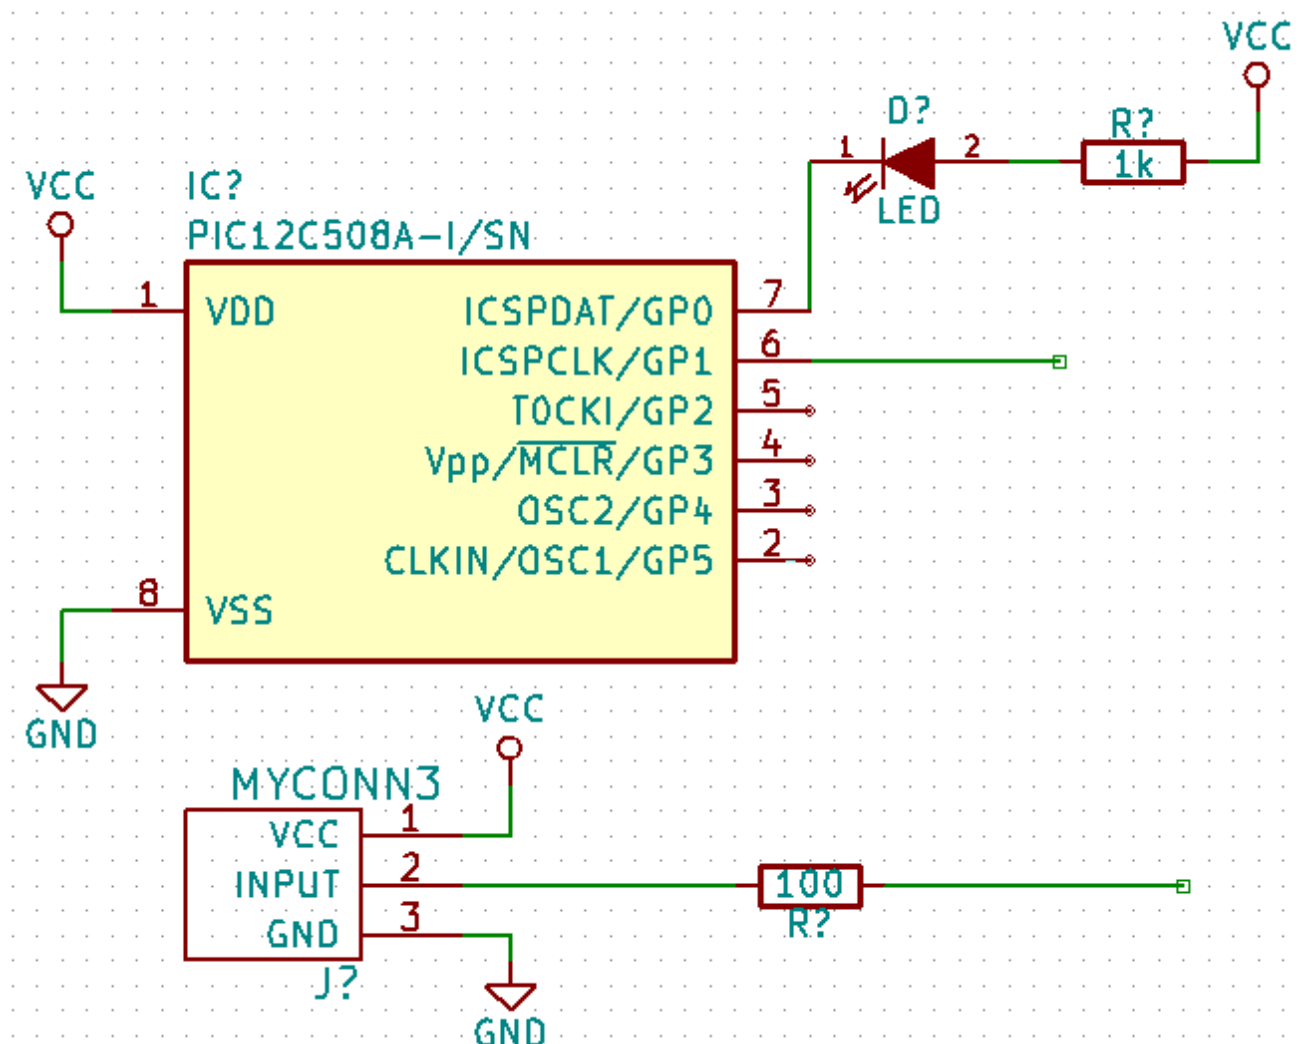 VCC
D?
R?
1 2
1k
LED
VCC
IC?
PIC12C508A-I/SN
1 VDD ICSPDAT/GP0 7
ICSPCLK/GP1 6
T0CKI/GP2 5
Vpp/MCLR/GP3 4
OSC2/GP4 3
CLKIN/OSC1/GP5 2
8 VSS
GND
VCC
MYCONN3
VCC 1
INPUT 2
GND 3
J?
100
R?
GND